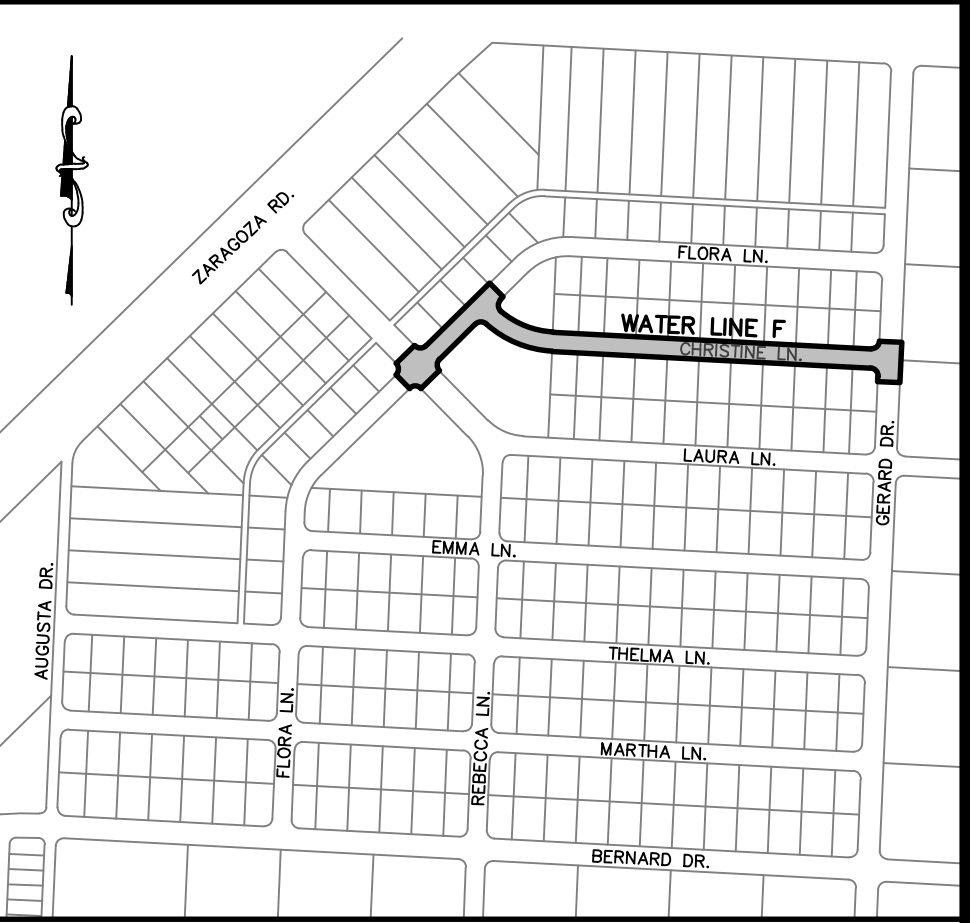 ZARAGOZA RD.
FLORA LN.
WATER LINE F
CHRISTINE LN.
LAURA LN.
GERARD DR.
EMMA LN.
AUGUSTA DR.
THELMA LN.
FLORA LN.
REBECCA LN.
MARTHA LN.
BERNARD DR.